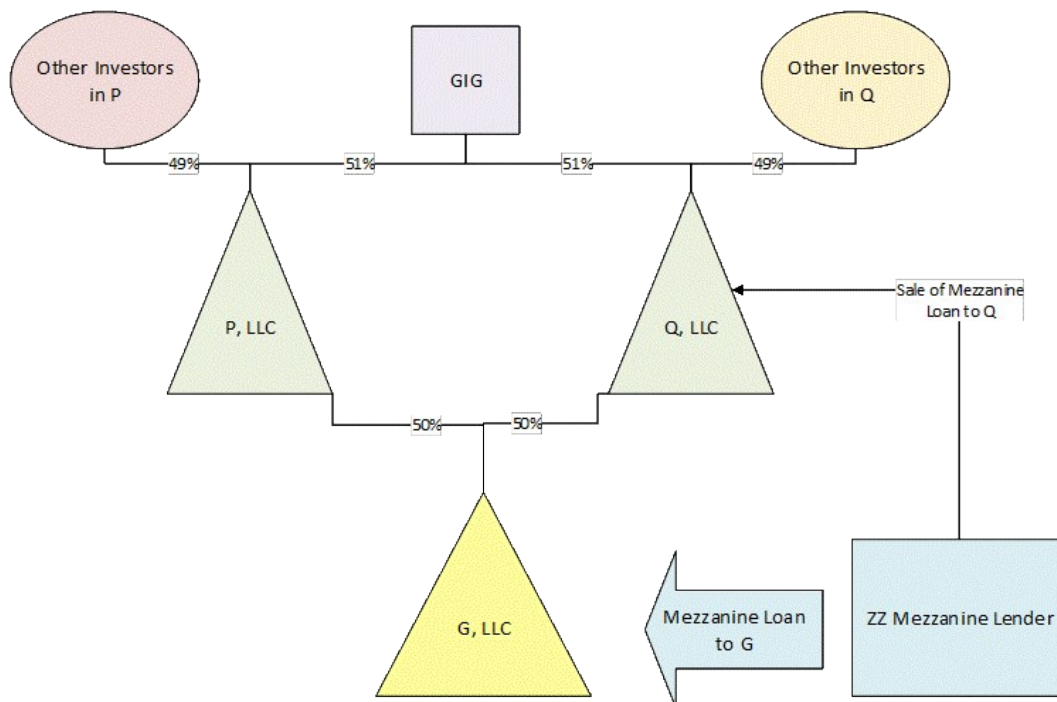 Other Investors
in P
GIG
Other Investors
in Q
49%
51%
51%
49%
P, LLC
Q, LLC
Sale of Mezzanine
Loan to Q
50%
50%
G, LLC
Mezzanine Loan
to G
ZZ Mezzanine Lender